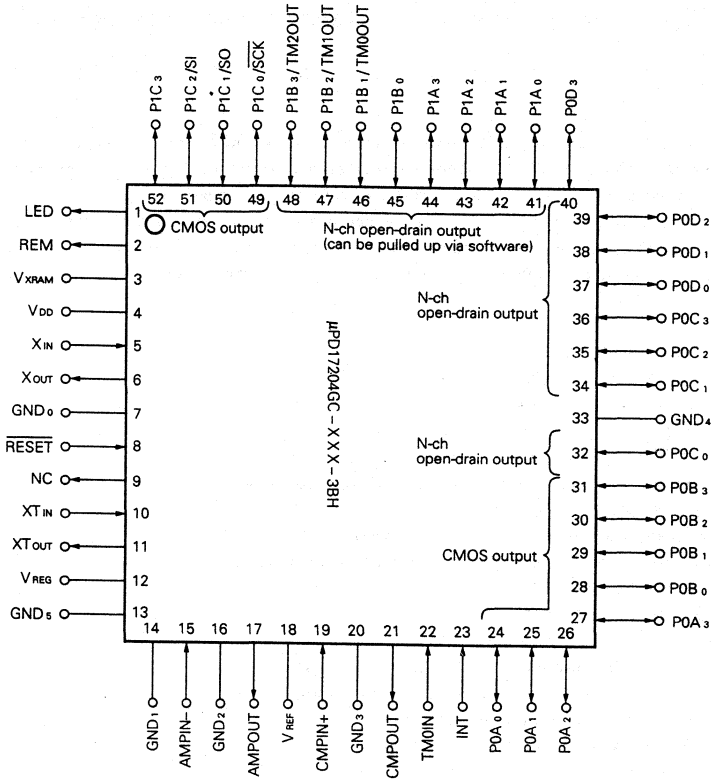 P1C3
P1C2/SI
P1C1/SO
P1C0/SCK
P1B3/TM2OUT
P1B2/TM1OUT
P1B1/TM0OUT
P1B0
P1A3
P1A2
P1A1
P1A0
P0D3
52 51 50 49 48 47 46 45 44 43 42 41 40
CMOS output
N-ch open-drain output
(can be pulled up via software)
LED 1
REM 2
VXRAM 3
VDD 4
XIN 5
XOUT 6
GND0 7
RESET 8
NC 9
XTIN 10
XTOUT 11
VREG 12
GND5 13
μPD17204GC-XXX-3BH
39 P0D2
38 P0D1
37 P0D0
36 P0C3
35 P0C2
34 P0C1
33 GND4
32 P0C0
31 P0B3
30 P0B2
29 P0B1
28 P0B0
27 P0A3
N-ch
open-drain output
N-ch
open-drain output
CMOS output
14 15 16 17 18 19 20 21 22 23 24 25 26
GND1
AMPIN-
GND2
AMPOUT
VREF
CMPIN+
GND3
CMPOUT
TM0IN
INT
P0A0
P0A1
P0A2